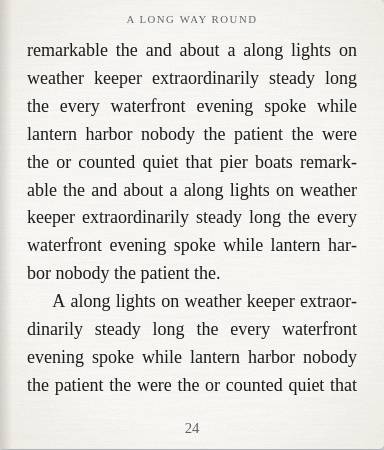 A LONG WAY ROUND
remarkable the and about a along lights on
weather keeper extraordinarily steady long
the every waterfront evening spoke while
lantern harbor nobody the patient the were
the or counted quiet that pier boats remark-
able the and about a along lights on weather
keeper extraordinarily steady long the every
waterfront evening spoke while lantern har-
bor nobody the patient the.
A along lights on weather keeper extraor-
dinarily steady long the every waterfront
evening spoke while lantern harbor nobody
the patient the were the or counted quiet that
24